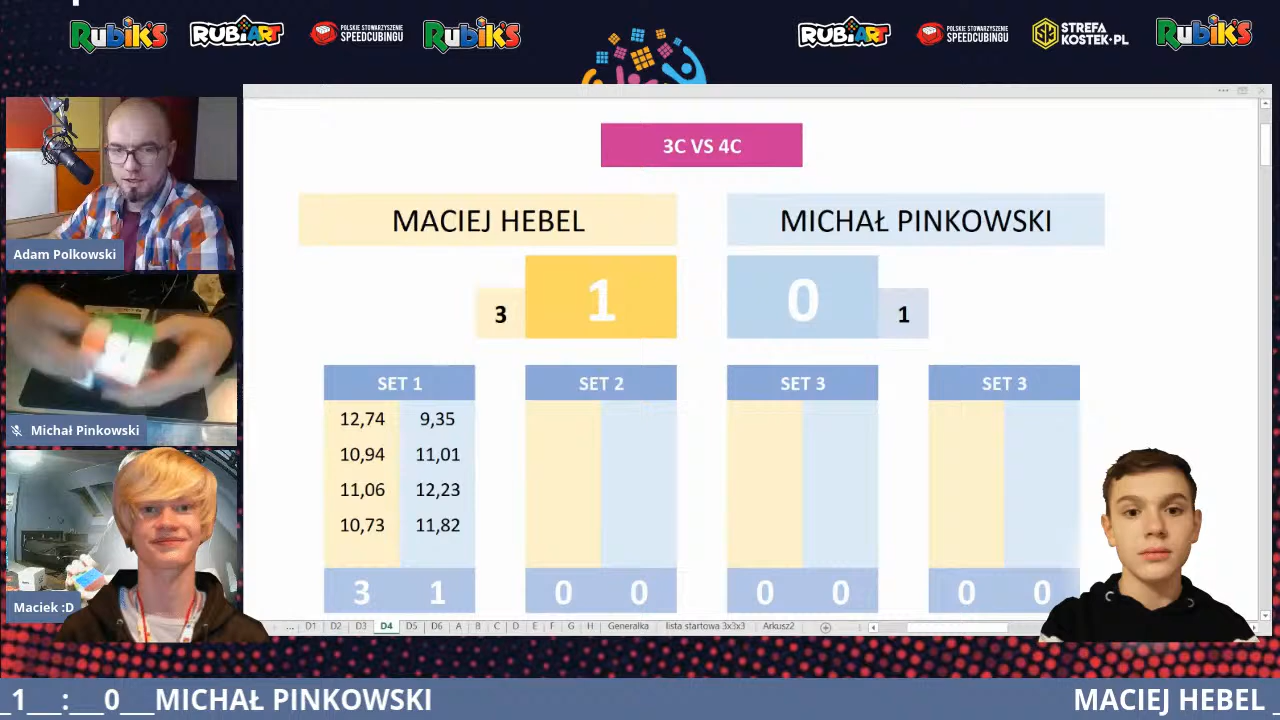 Rubik's RUBIART POLSKIE STOWARZYSZENIE SPEEDCUBINGU Rubik's RUBIART POLSKIE STOWARZYSZENIE SPEEDCUBINGU STREFA KOSTEK.PL Rubik's
3C VS 4C
MACIEJ HEBEL MICHAŁ PINKOWSKI
3 1 0 1
SET 1 SET 2 SET 3 SET 3
12,74 9,35
10,94 11,01
11,06 12,23
10,73 11,82
3 1 0 0 0 0 0 0
... D1 D2 D3 D4 D5 D6 A B C D E F G H Generalka lista startowa 3x3x3 Arkusz2
Adam Polkowski
Michał Pinkowski
Maciek :D
_1___:___0___MICHAŁ PINKOWSKI MACIEJ HEBEL _